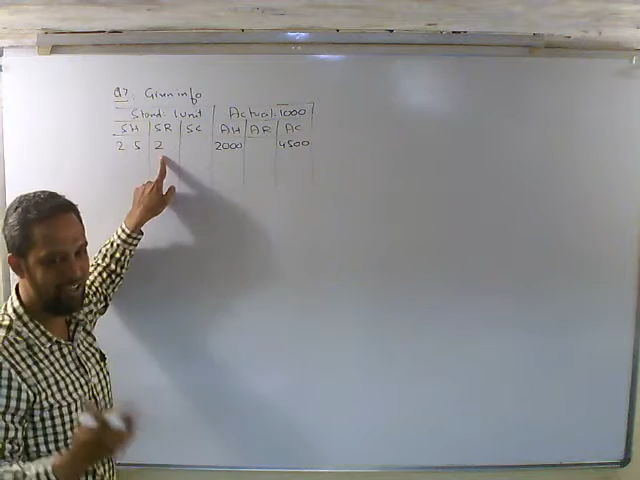 Q7: Given info
Stand: 1 Unit Actual: 1000
SH SR SC AH AR AC
2 5 2 2000 4500